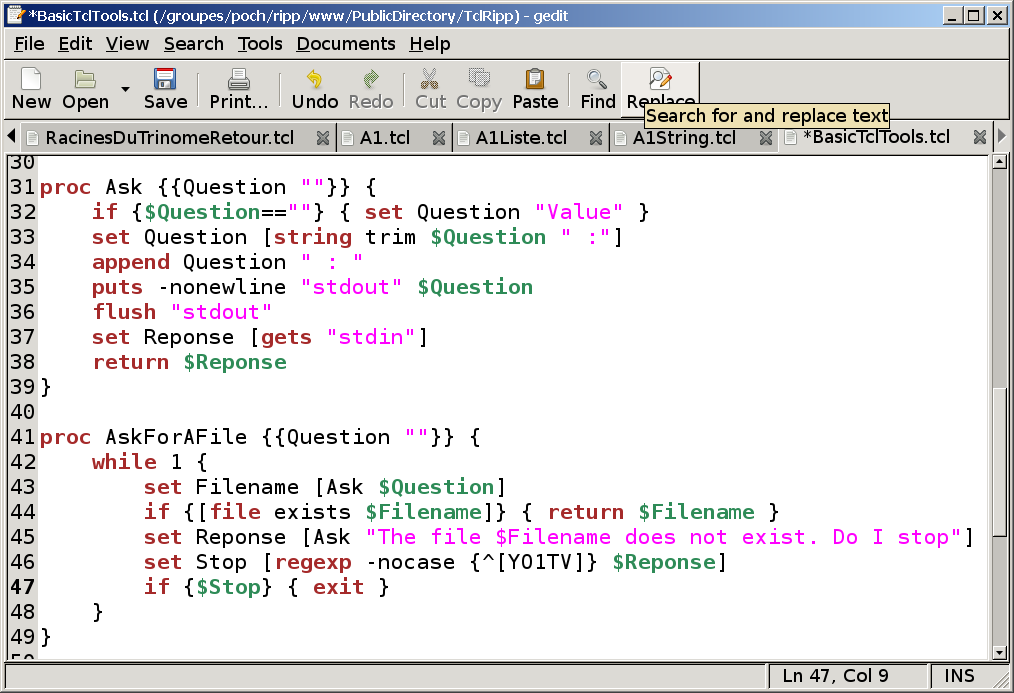 *BasicTclTools.tcl (/groupes/poch/ripp/www/PublicDirectory/TclRipp) - gedit
File Edit View Search Tools Documents Help
New Open Save Print... Undo Redo Cut Copy Paste Find Replace
Search for and replace text
RacinesDuTrinomeRetour.tcl A1.tcl A1Liste.tcl A1String.tcl *BasicTclTools.tcl
30
31 proc Ask {{Question ""}} {
32     if {$Question==""} { set Question "Value" }
33     set Question [string trim $Question " :"]
34     append Question " : "
35     puts -nonewline "stdout" $Question
36     flush "stdout"
37     set Reponse [gets "stdin"]
38     return $Reponse
39 }
40
41 proc AskForAFile {{Question ""}} {
42     while 1 {
43         set Filename [Ask $Question]
44         if {[file exists $Filename]} { return $Filename }
45         set Reponse [Ask "The file $Filename does not exist. Do I stop"]
46         set Stop [regexp -nocase {^[YO1TV]} $Reponse]
47         if {$Stop} { exit }
48     }
49 }
50
Ln 47, Col 9 INS